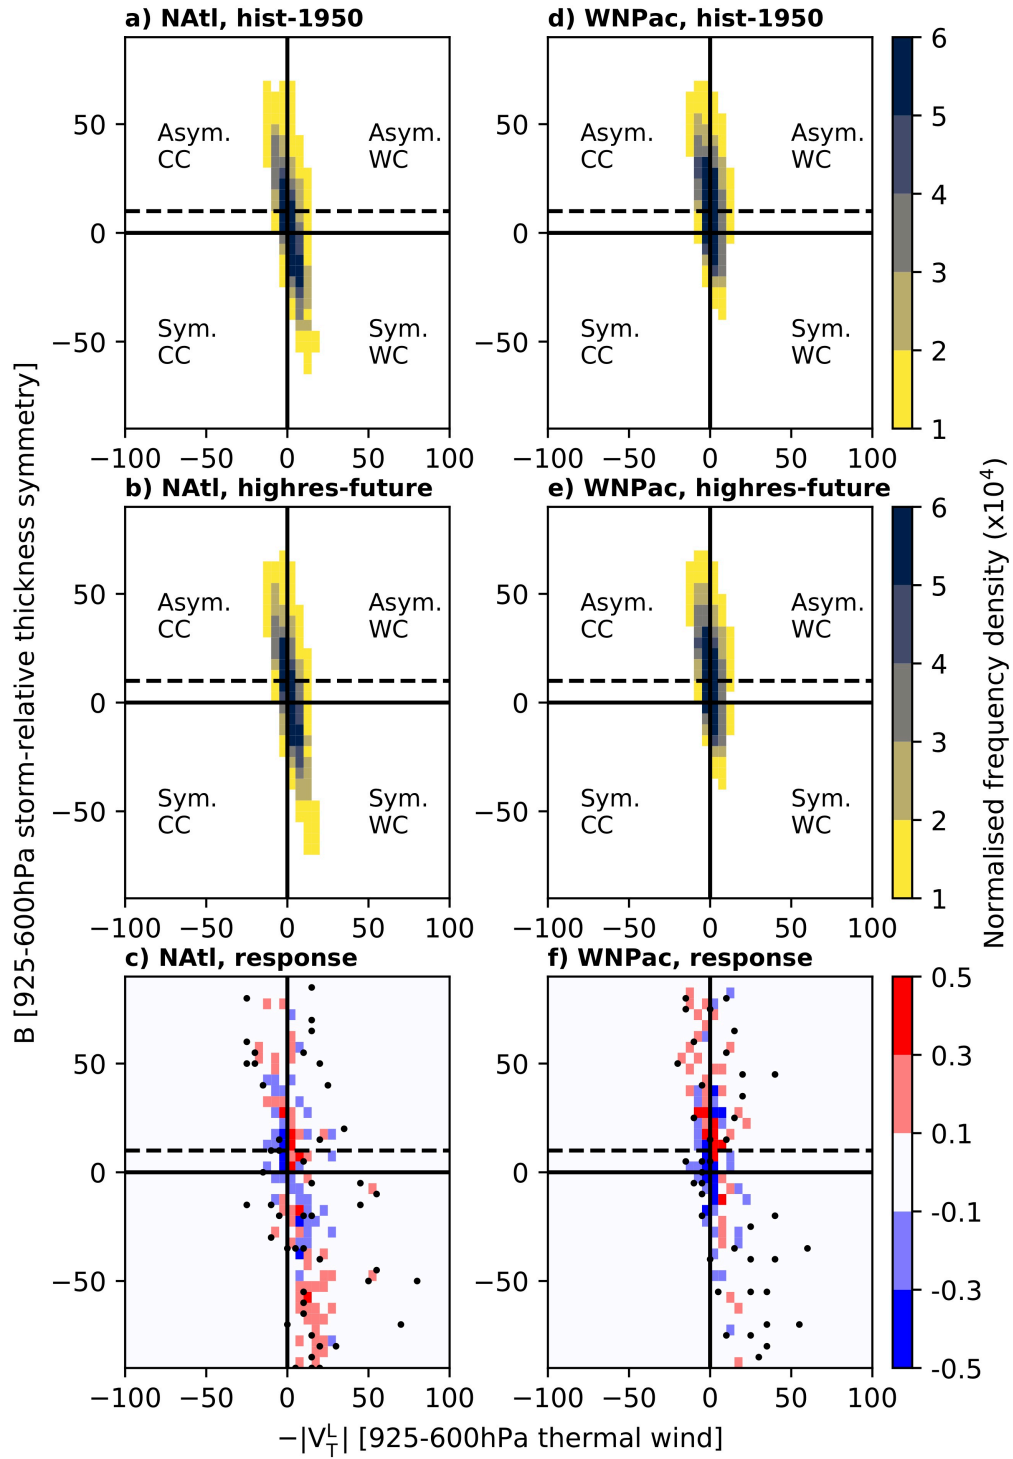 a) NAtl, hist-1950
d) WNPac, hist-1950
Asym.
CC
Asym.
WC
Sym.
CC
Sym.
WC
50
0
−50
−100 −50 0 50 100
Asym.
CC
Asym.
WC
Sym.
CC
Sym.
WC
50
0
−50
−100 −50 0 50 100
6
5
4
3
2
1
b) NAtl, highres-future
e) WNPac, highres-future
Asym.
CC
Asym.
WC
Sym.
CC
Sym.
WC
50
0
−50
−100 −50 0 50 100
Asym.
CC
Asym.
WC
Sym.
CC
Sym.
WC
50
0
−50
−100 −50 0 50 100
6
5
4
3
2
1
Normalised frequency density (x10⁴)
c) NAtl, response
f) WNPac, response
50
0
−50
−100 −50 0 50 100
50
0
−50
−100 −50 0 50 100
0.5
0.3
0.1
-0.1
-0.3
-0.5
B [925-600hPa storm-relative thickness symmetry]
−|V_T^L| [925-600hPa thermal wind]